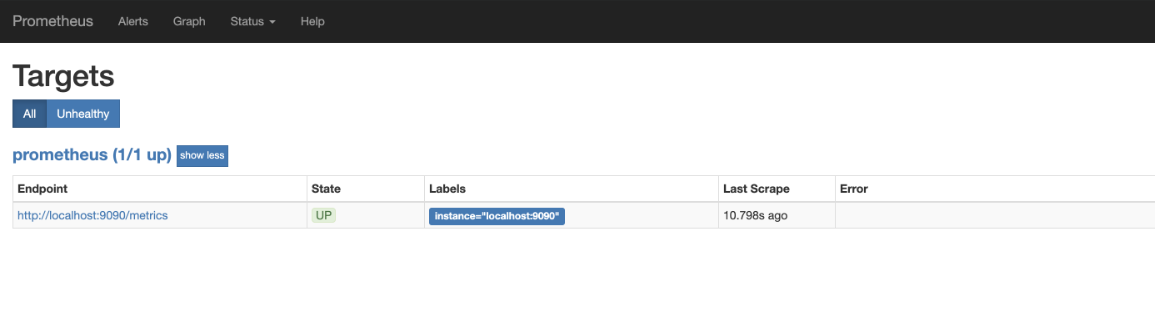 Prometheus Alerts Graph Status Help
Targets
All Unhealthy
prometheus (1/1 up) show less
Endpoint State Labels Last Scrape Error
http://localhost:9090/metrics UP instance="localhost:9090" 10.798s ago